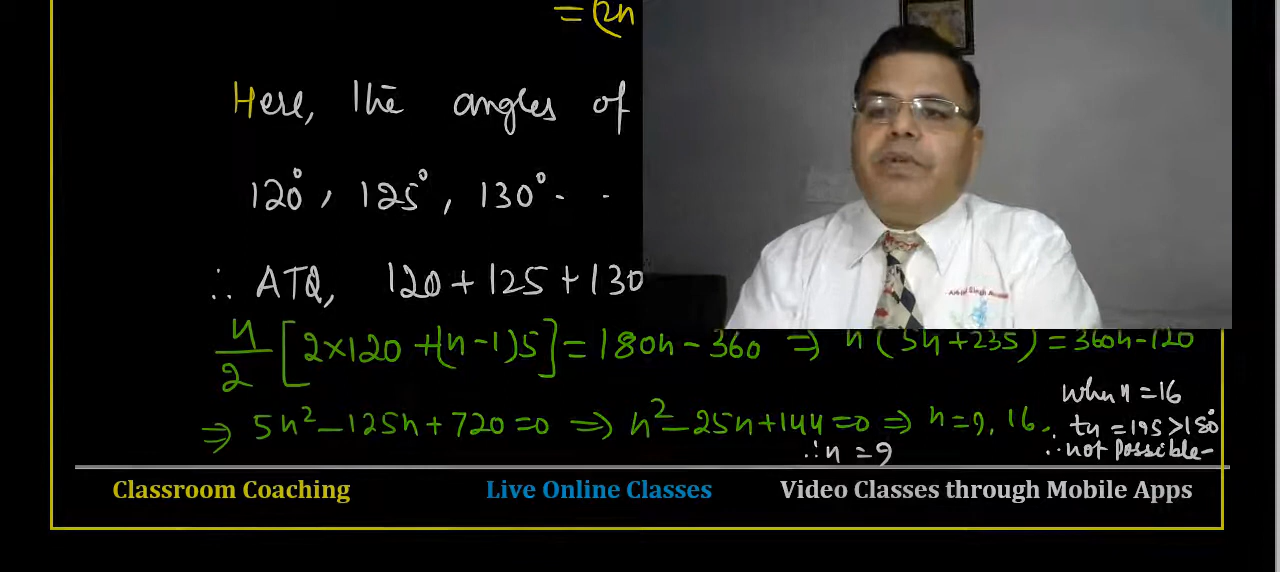 = (2n
Here, the angles of
120°, 125°, 130° - -
∴ ATQ, 120 + 125 + 130
n/2 [2×120 +(n-1)5] = 180n - 360 ⇒ n(5n+235) = 360n-720
⇒ 5n² - 125n + 720 = 0 ⇒ n² - 25n + 144 = 0 ⇒ n = 9, 16.
when n = 16
∴ tn = 195 > 180°
∴ not possible-
∴ n = 9
Classroom Coaching Live Online Classes Video Classes through Mobile Apps